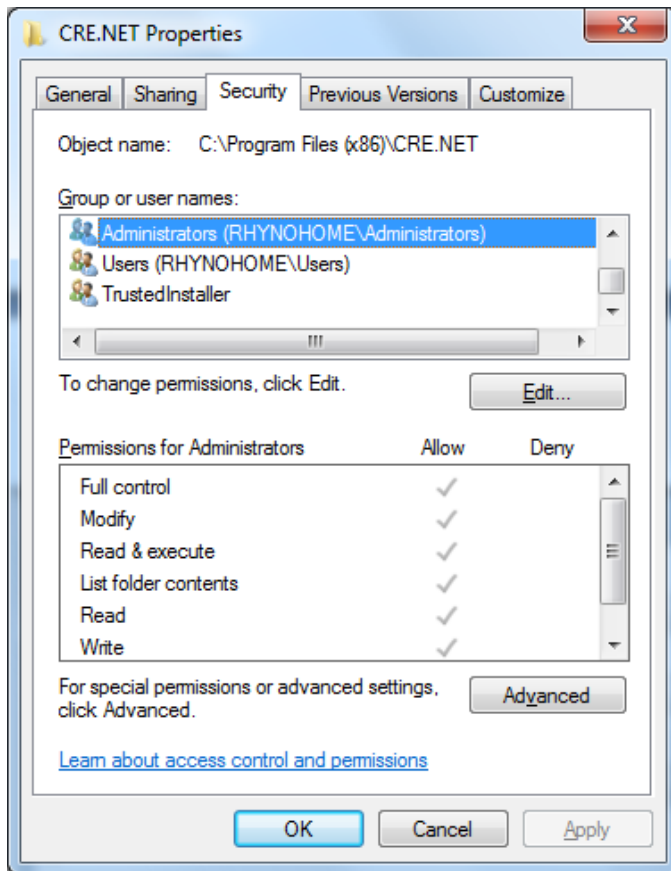 CRE.NET Properties
General Sharing Security Previous Versions Customize
Object name: C:\Program Files (x86)\CRE.NET
Group or user names:
Administrators (RHYNOHOME\Administrators)
Users (RHYNOHOME\Users)
TrustedInstaller
To change permissions, click Edit.
Edit...
Permissions for Administrators Allow Deny
Full control
Modify
Read & execute
List folder contents
Read
Write
For special permissions or advanced settings,
click Advanced.
Advanced
Learn about access control and permissions
OK Cancel Apply